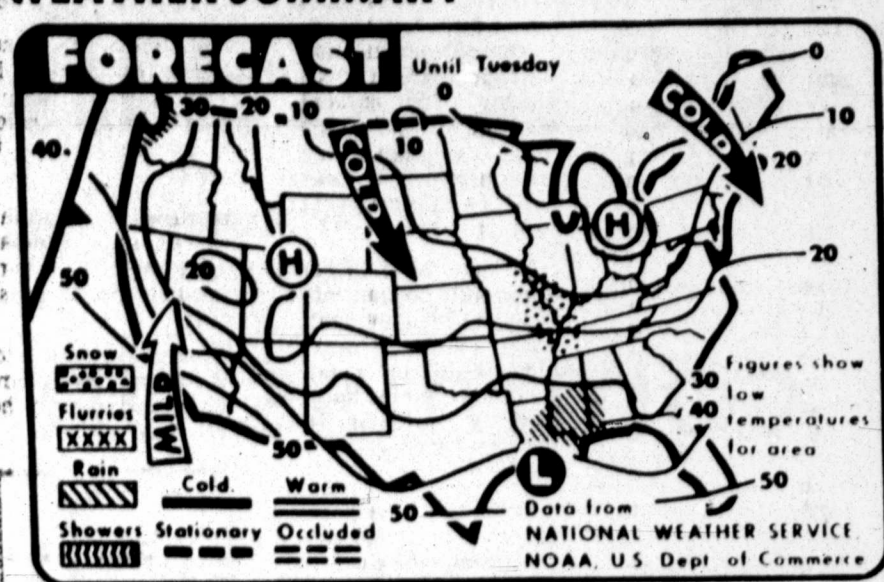 FORECAST Until Tuesday
0
0
30 20 10
10
COLD
COLD
10
20
40
H
H
20
50
20
Snow
MILD
30 Figures show
Flurries
40 low
temperatures
for area
50
Rain
L
50
Cold Warm
50 Data from
Showers Stationary Occluded
NATIONAL WEATHER SERVICE
NOAA, U.S. Dept of Commerce